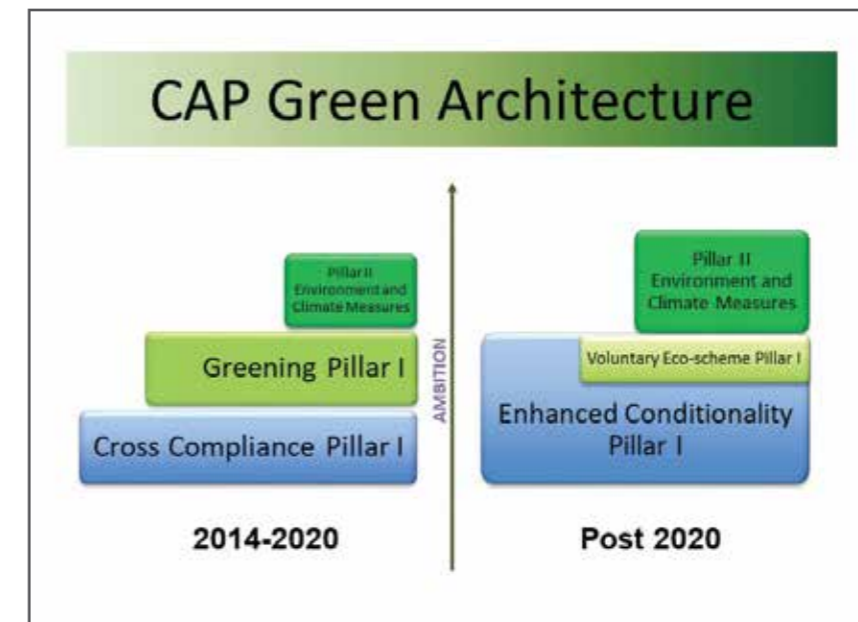 CAP Green Architecture
Pillar II
Environment and
Climate Measures
Greening Pillar I
Cross Compliance Pillar I
2014-2020
AMBITION
Pillar II
Environment and
Climate Measures
Voluntary Eco-scheme Pillar I
Enhanced Conditionality
Pillar I
Post 2020